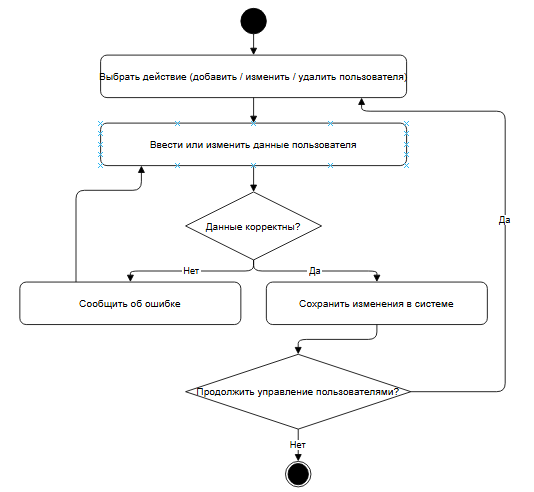 Выбрать действие (добавить / изменить / удалить пользователя)
Ввести или изменить данные пользователя
Данные корректны?
Да
Нет
Да
Сообщить об ошибке
Сохранить изменения в системе
Продолжить управление пользователями?
Нет